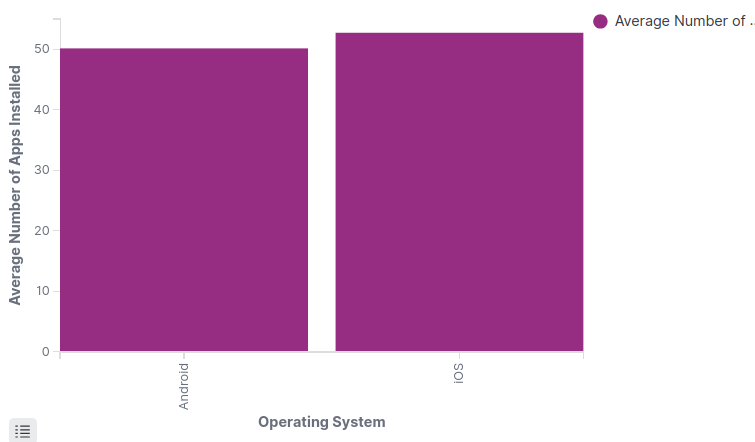 Average Number of ..
Average Number of Apps Installed
50
40
30
20
10
0
Android
iOS
Operating System